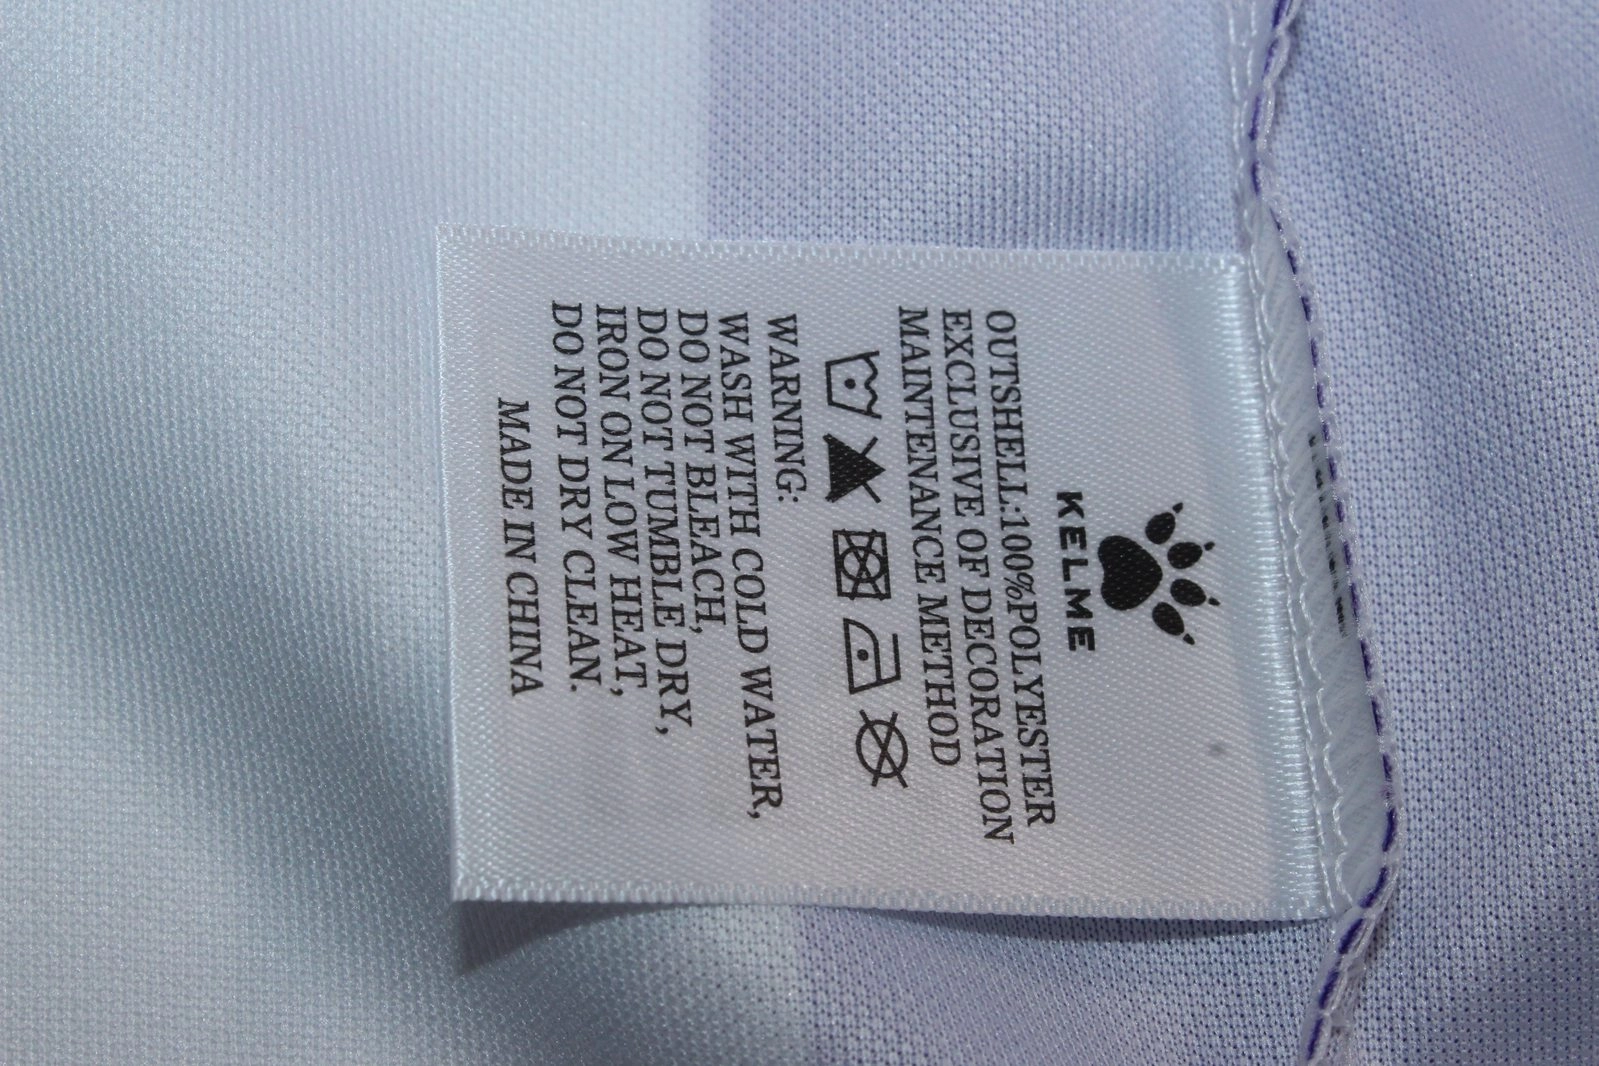 KELME
OUTSHELL:100%POLYESTER
EXCLUSIVE OF DECORATION
MAINTENANCE METHOD
WARNING:
WASH WITH COLD WATER,
DO NOT BLEACH,
DO NOT TUMBLE DRY,
IRON ON LOW HEAT,
DO NOT DRY CLEAN.
MADE IN CHINA